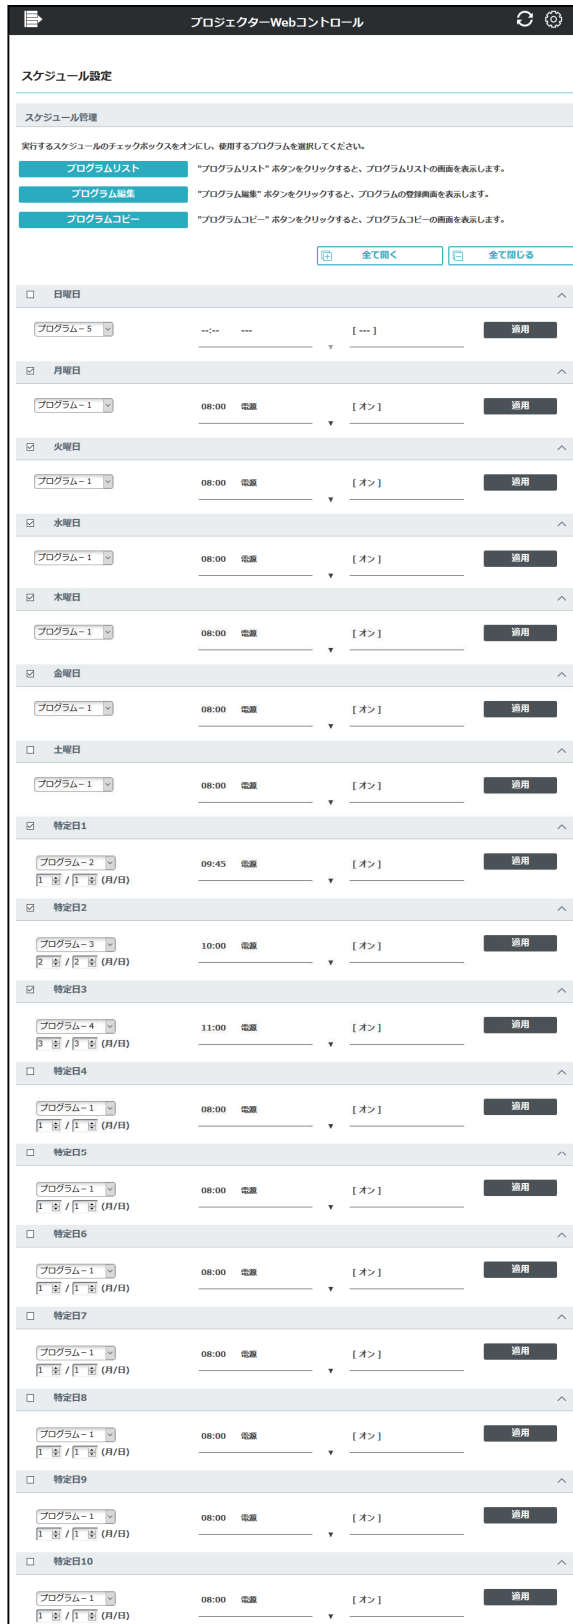 プロジェクターWebコントロール
スケジュール設定
スケジュール管理
実行するスケジュールのチェックボックスをオンにし、使用するプログラムを選択してください。
プログラムリスト "プログラムリスト" ボタンをクリックすると、プログラムリストの画面を表示します。
プログラム編集 "プログラム編集" ボタンをクリックすると、プログラムの登録画面を表示します。
プログラムコピー "プログラムコピー" ボタンをクリックすると、プログラムコピーの画面を表示します。
全て開く 全て閉じる
日曜日
プログラム－5 --:-- --- [ --- ] 適用
月曜日
プログラム－1 08:00 電源 [ オン ] 適用
火曜日
プログラム－1 08:00 電源 [ オン ] 適用
水曜日
プログラム－1 08:00 電源 [ オン ] 適用
木曜日
プログラム－1 08:00 電源 [ オン ] 適用
金曜日
プログラム－1 08:00 電源 [ オン ] 適用
土曜日
プログラム－1 08:00 電源 [ オン ] 適用
特定日1
プログラム－2 09:45 電源 [ オン ] 適用
1 / 1 (月/日)
特定日2
プログラム－3 10:00 電源 [ オン ] 適用
2 / 2 (月/日)
特定日3
プログラム－4 11:00 電源 [ オン ] 適用
3 / 3 (月/日)
特定日4
プログラム－1 08:00 電源 [ オン ] 適用
1 / 1 (月/日)
特定日5
プログラム－1 08:00 電源 [ オン ] 適用
1 / 1 (月/日)
特定日6
プログラム－1 08:00 電源 [ オン ] 適用
1 / 1 (月/日)
特定日7
プログラム－1 08:00 電源 [ オン ] 適用
1 / 1 (月/日)
特定日8
プログラム－1 08:00 電源 [ オン ] 適用
1 / 1 (月/日)
特定日9
プログラム－1 08:00 電源 [ オン ] 適用
1 / 1 (月/日)
特定日10
プログラム－1 08:00 電源 [ オン ] 適用
1 / 1 (月/日)